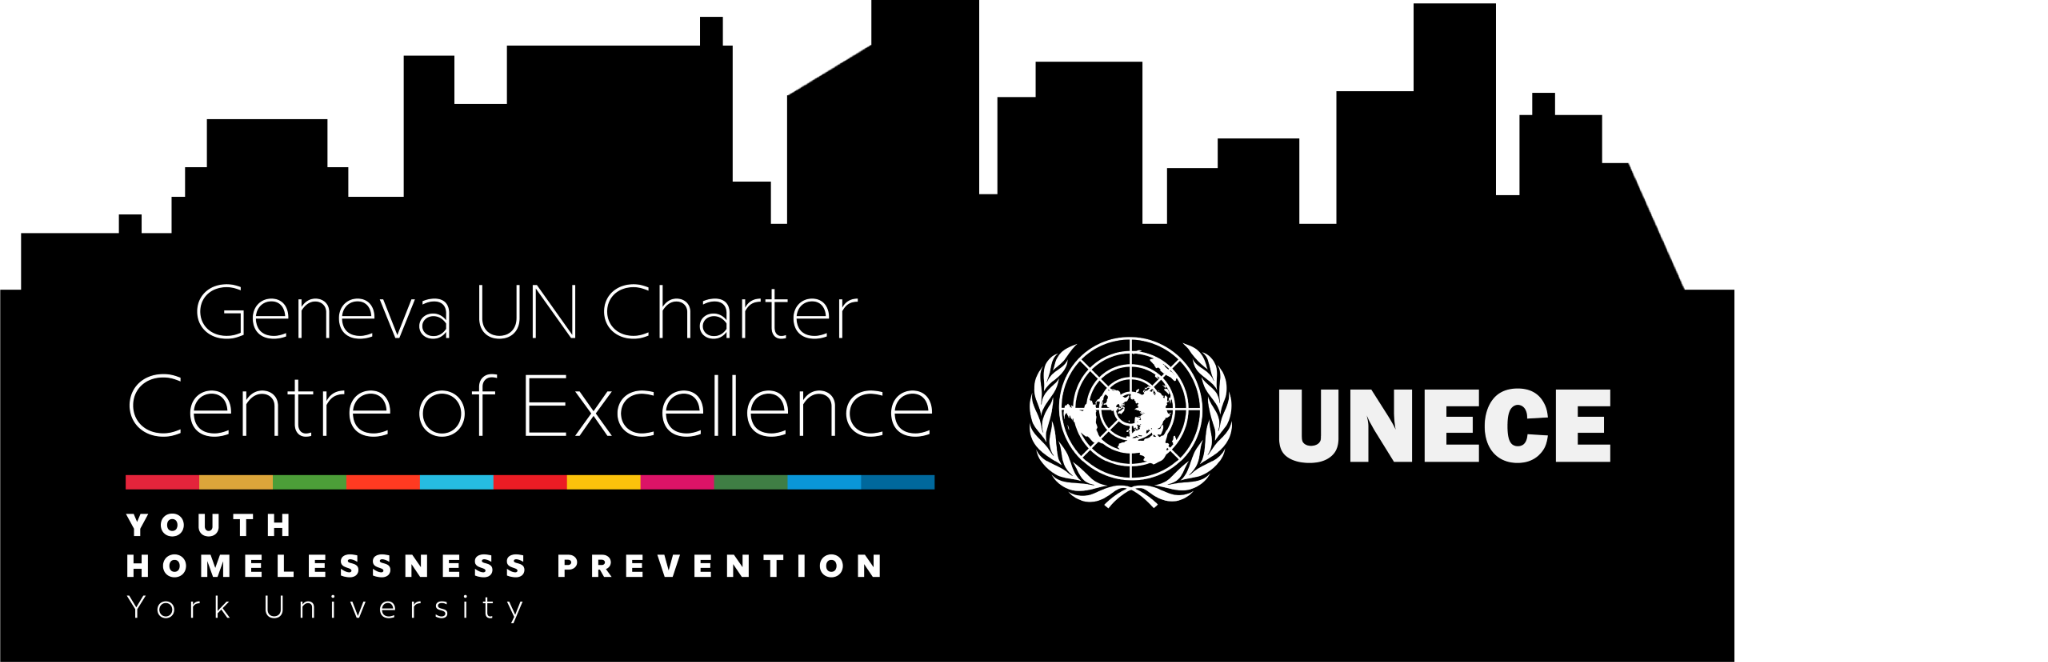 Geneva UN Charter
Centre of Excellence
YOUTH
HOMELESSNESS PREVENTION
York University
UNECE